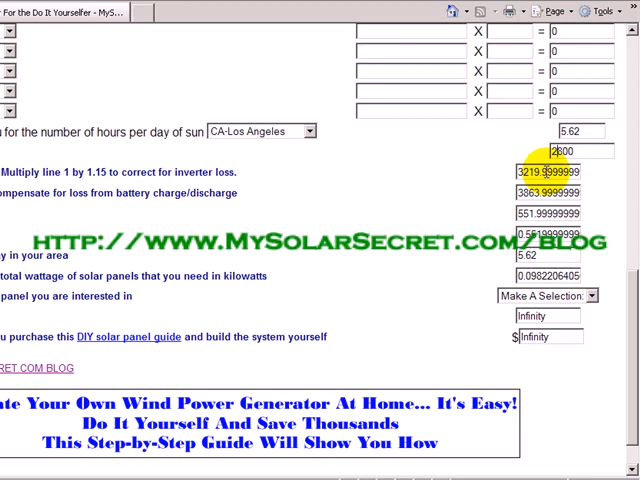 r For the Do It Yourselfer - MyS...
Page Tools »
X = 0
X = 0
X = 0
X = 0
X = 0
u for the number of hours per day of sun CA-Los Angeles 5.62
2800
Multiply line 1 by 1.15 to correct for inverter loss. 3219.9999999
ompensate for loss from battery charge/discharge 3863.9999999
551.99999999
http://www.MySolarSecret.com/blog
0.5519999999
ay in your area 5.62
total wattage of solar panels that you need in kilowatts 0.0982206405
panel you are interested in Make A Selection:
Infinity
u purchase this DIY solar panel guide and build the system yourself $ Infinity
RET.COM BLOG
ate Your Own Wind Power Generator At Home... It's Easy!
Do It Yourself And Save Thousands
This Step-by-Step Guide Will Show You How